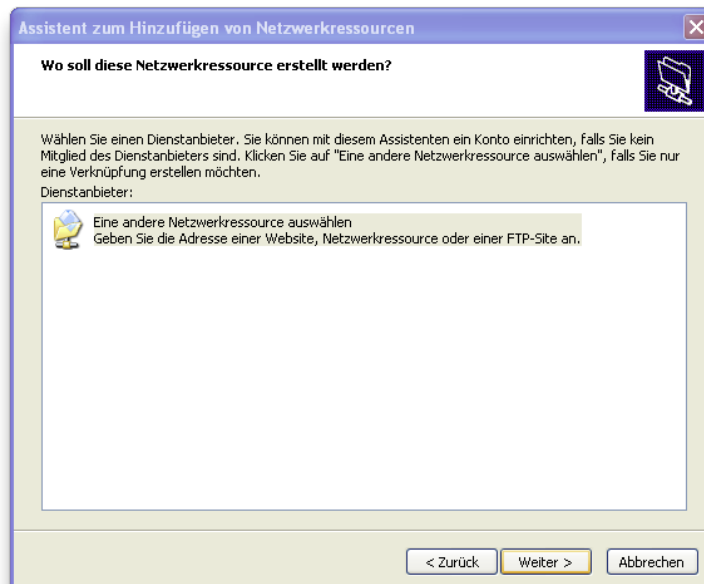 Assistent zum Hinzufügen von Netzwerkressourcen
Wo soll diese Netzwerkressource erstellt werden?
Wählen Sie einen Dienstanbieter. Sie können mit diesem Assistenten ein Konto einrichten, falls Sie kein
Mitglied des Dienstanbieters sind. Klicken Sie auf "Eine andere Netzwerkressource auswählen", falls Sie nur
eine Verknüpfung erstellen möchten.
Dienstanbieter:
Eine andere Netzwerkressource auswählen
Geben Sie die Adresse einer Website, Netzwerkressource oder einer FTP-Site an.
< Zurück Weiter > Abbrechen